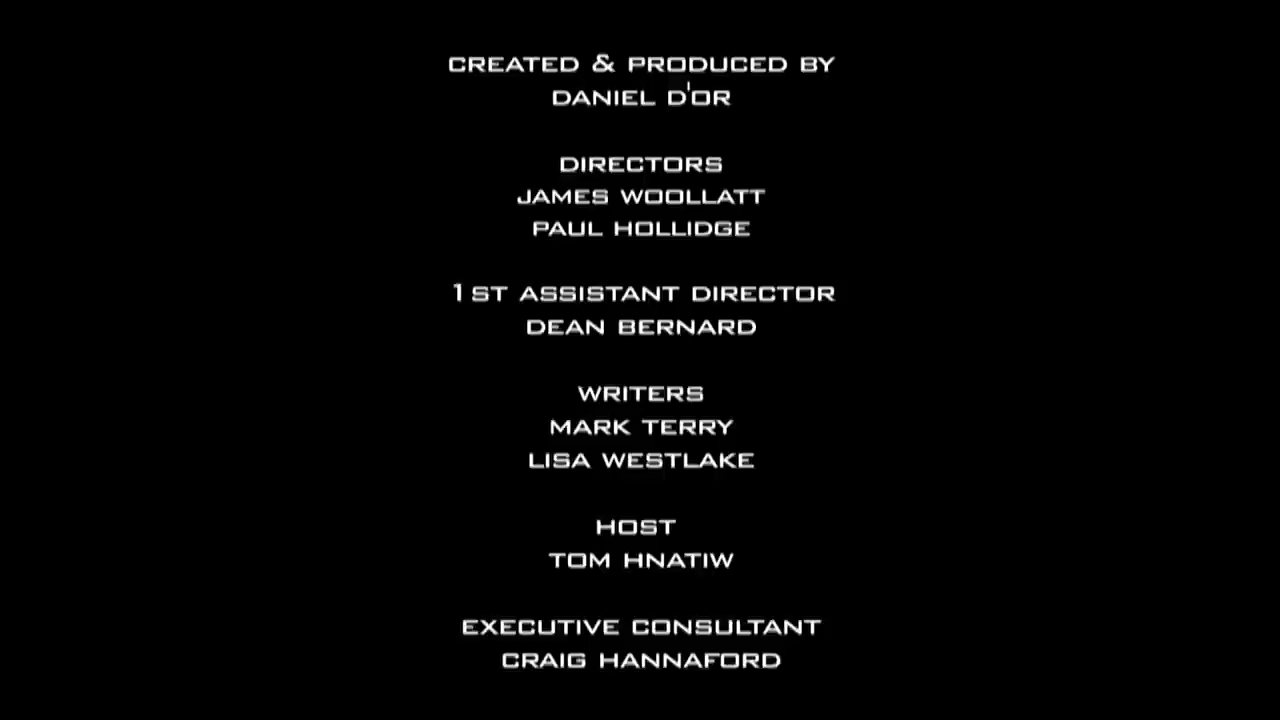 CREATED & PRODUCED BY
DANIEL D'OR
DIRECTORS
JAMES WOOLLATT
PAUL HOLLIDGE
1ST ASSISTANT DIRECTOR
DEAN BERNARD
WRITERS
MARK TERRY
LISA WESTLAKE
HOST
TOM HNATIW
EXECUTIVE CONSULTANT
CRAIG HANNAFORD